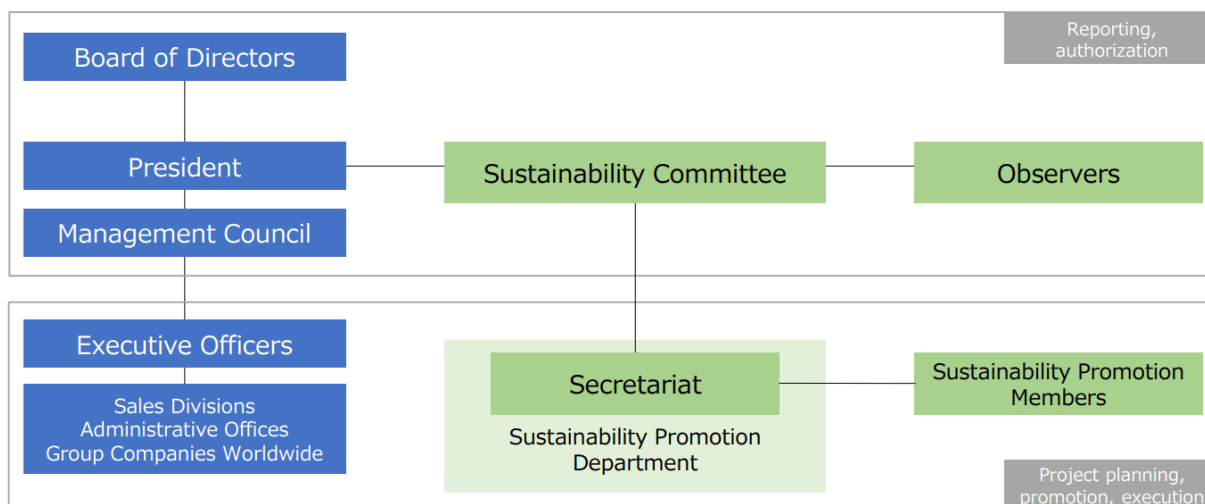 Reporting,
authorization
Board of Directors
President
Sustainability Committee
Observers
Management Council
Executive Officers
Sales Divisions
Administrative Offices
Group Companies Worldwide
Secretariat
Sustainability Promotion
Department
Sustainability Promotion
Members
Project planning,
promotion, execution